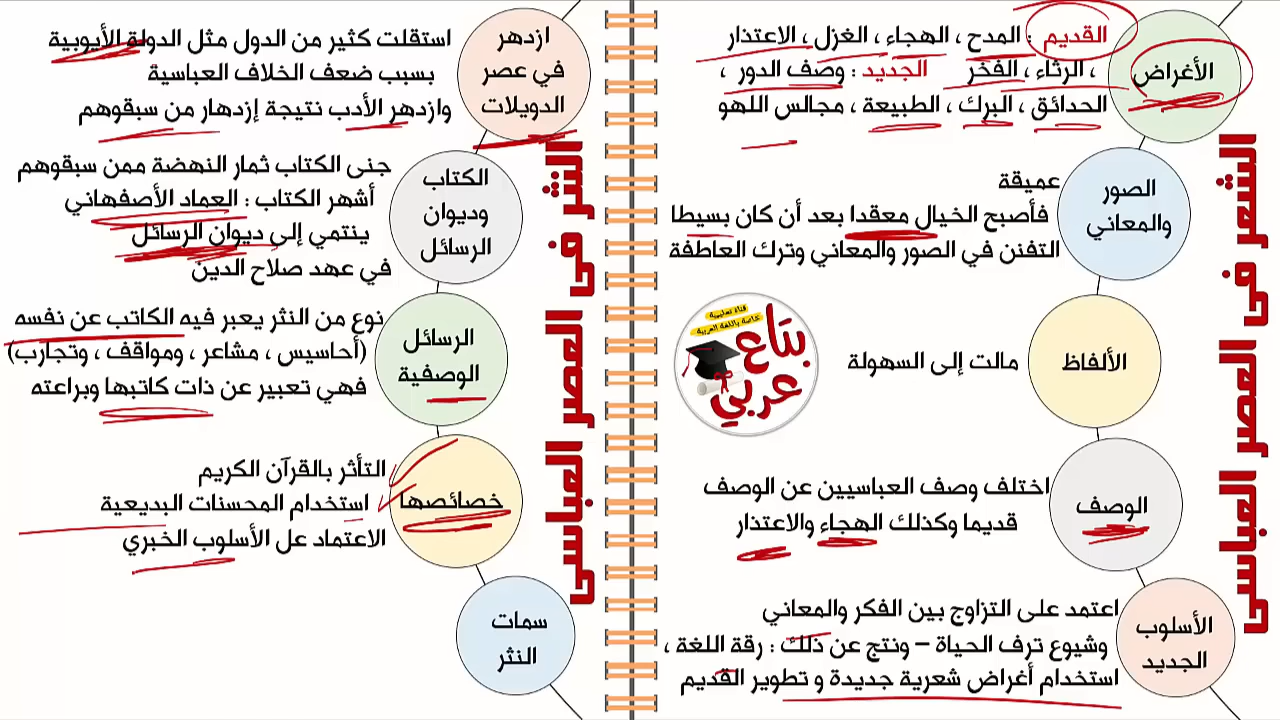 الشعر في العصر العباسي
الأغراض
القديم : المدح ، الهجاء ، الغزل ، الاعتذار
، الرثاء ، الفخر الجديد : وصف الدور ،
الحدائق ، البرك ، الطبيعة ، مجالس اللهو
الصور
والمعاني
عميقة
فأصبح الخيال معقدا بعد أن كان بسيطا
التفنن في الصور والمعاني وترك العاطفة
الألفاظ
مالت إلى السهولة
قناة تعليمية
خاصة باللغة العربية
بتاع
عربي
الوصف
اختلف وصف العباسيين عن الوصف
قديما وكذلك الهجاء والاعتذار
الأسلوب
الجديد
اعتمد على التزاوج بين الفكر والمعاني
وشيوع ترف الحياة – ونتج عن ذلك : رقة اللغة ،
استخدام أغراض شعرية جديدة و تطوير القديم
النثر فى العصر العباسى
ازدهر
في عصر
الدويلات
استقلت كثير من الدول مثل الدولة الأيوبية
بسبب ضعف الخلاف العباسية
وازدهر الأدب نتيجة إزدهار من سبقوهم
الكتاب
وديوان
الرسائل
جنى الكتاب ثمار النهضة ممن سبقوهم
أشهر الكتاب : العماد الأصفهاني
ينتمي إلى ديوان الرسائل
في عهد صلاح الدين
الرسائل
الوصفية
نوع من النثر يعبر فيه الكاتب عن نفسه
(أحاسيس ، مشاعر ، ومواقف ، وتجارب)
فهي تعبير عن ذات كاتبها وبراعته
خصائصها
التأثر بالقرآن الكريم
استخدام المحسنات البديعية
الاعتماد عل الأسلوب الخبري
سمات
النثر